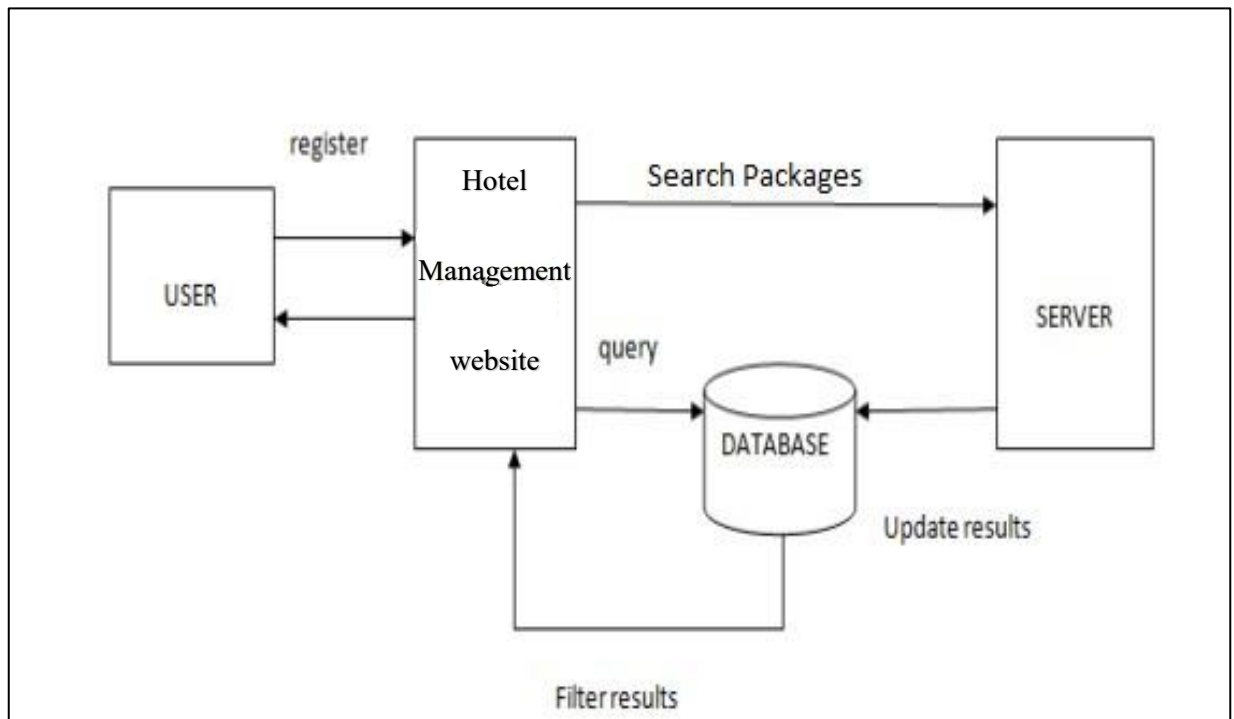 register
Hotel
Management
website
Search Packages
USER
SERVER
query
DATABASE
Update results
Filter results